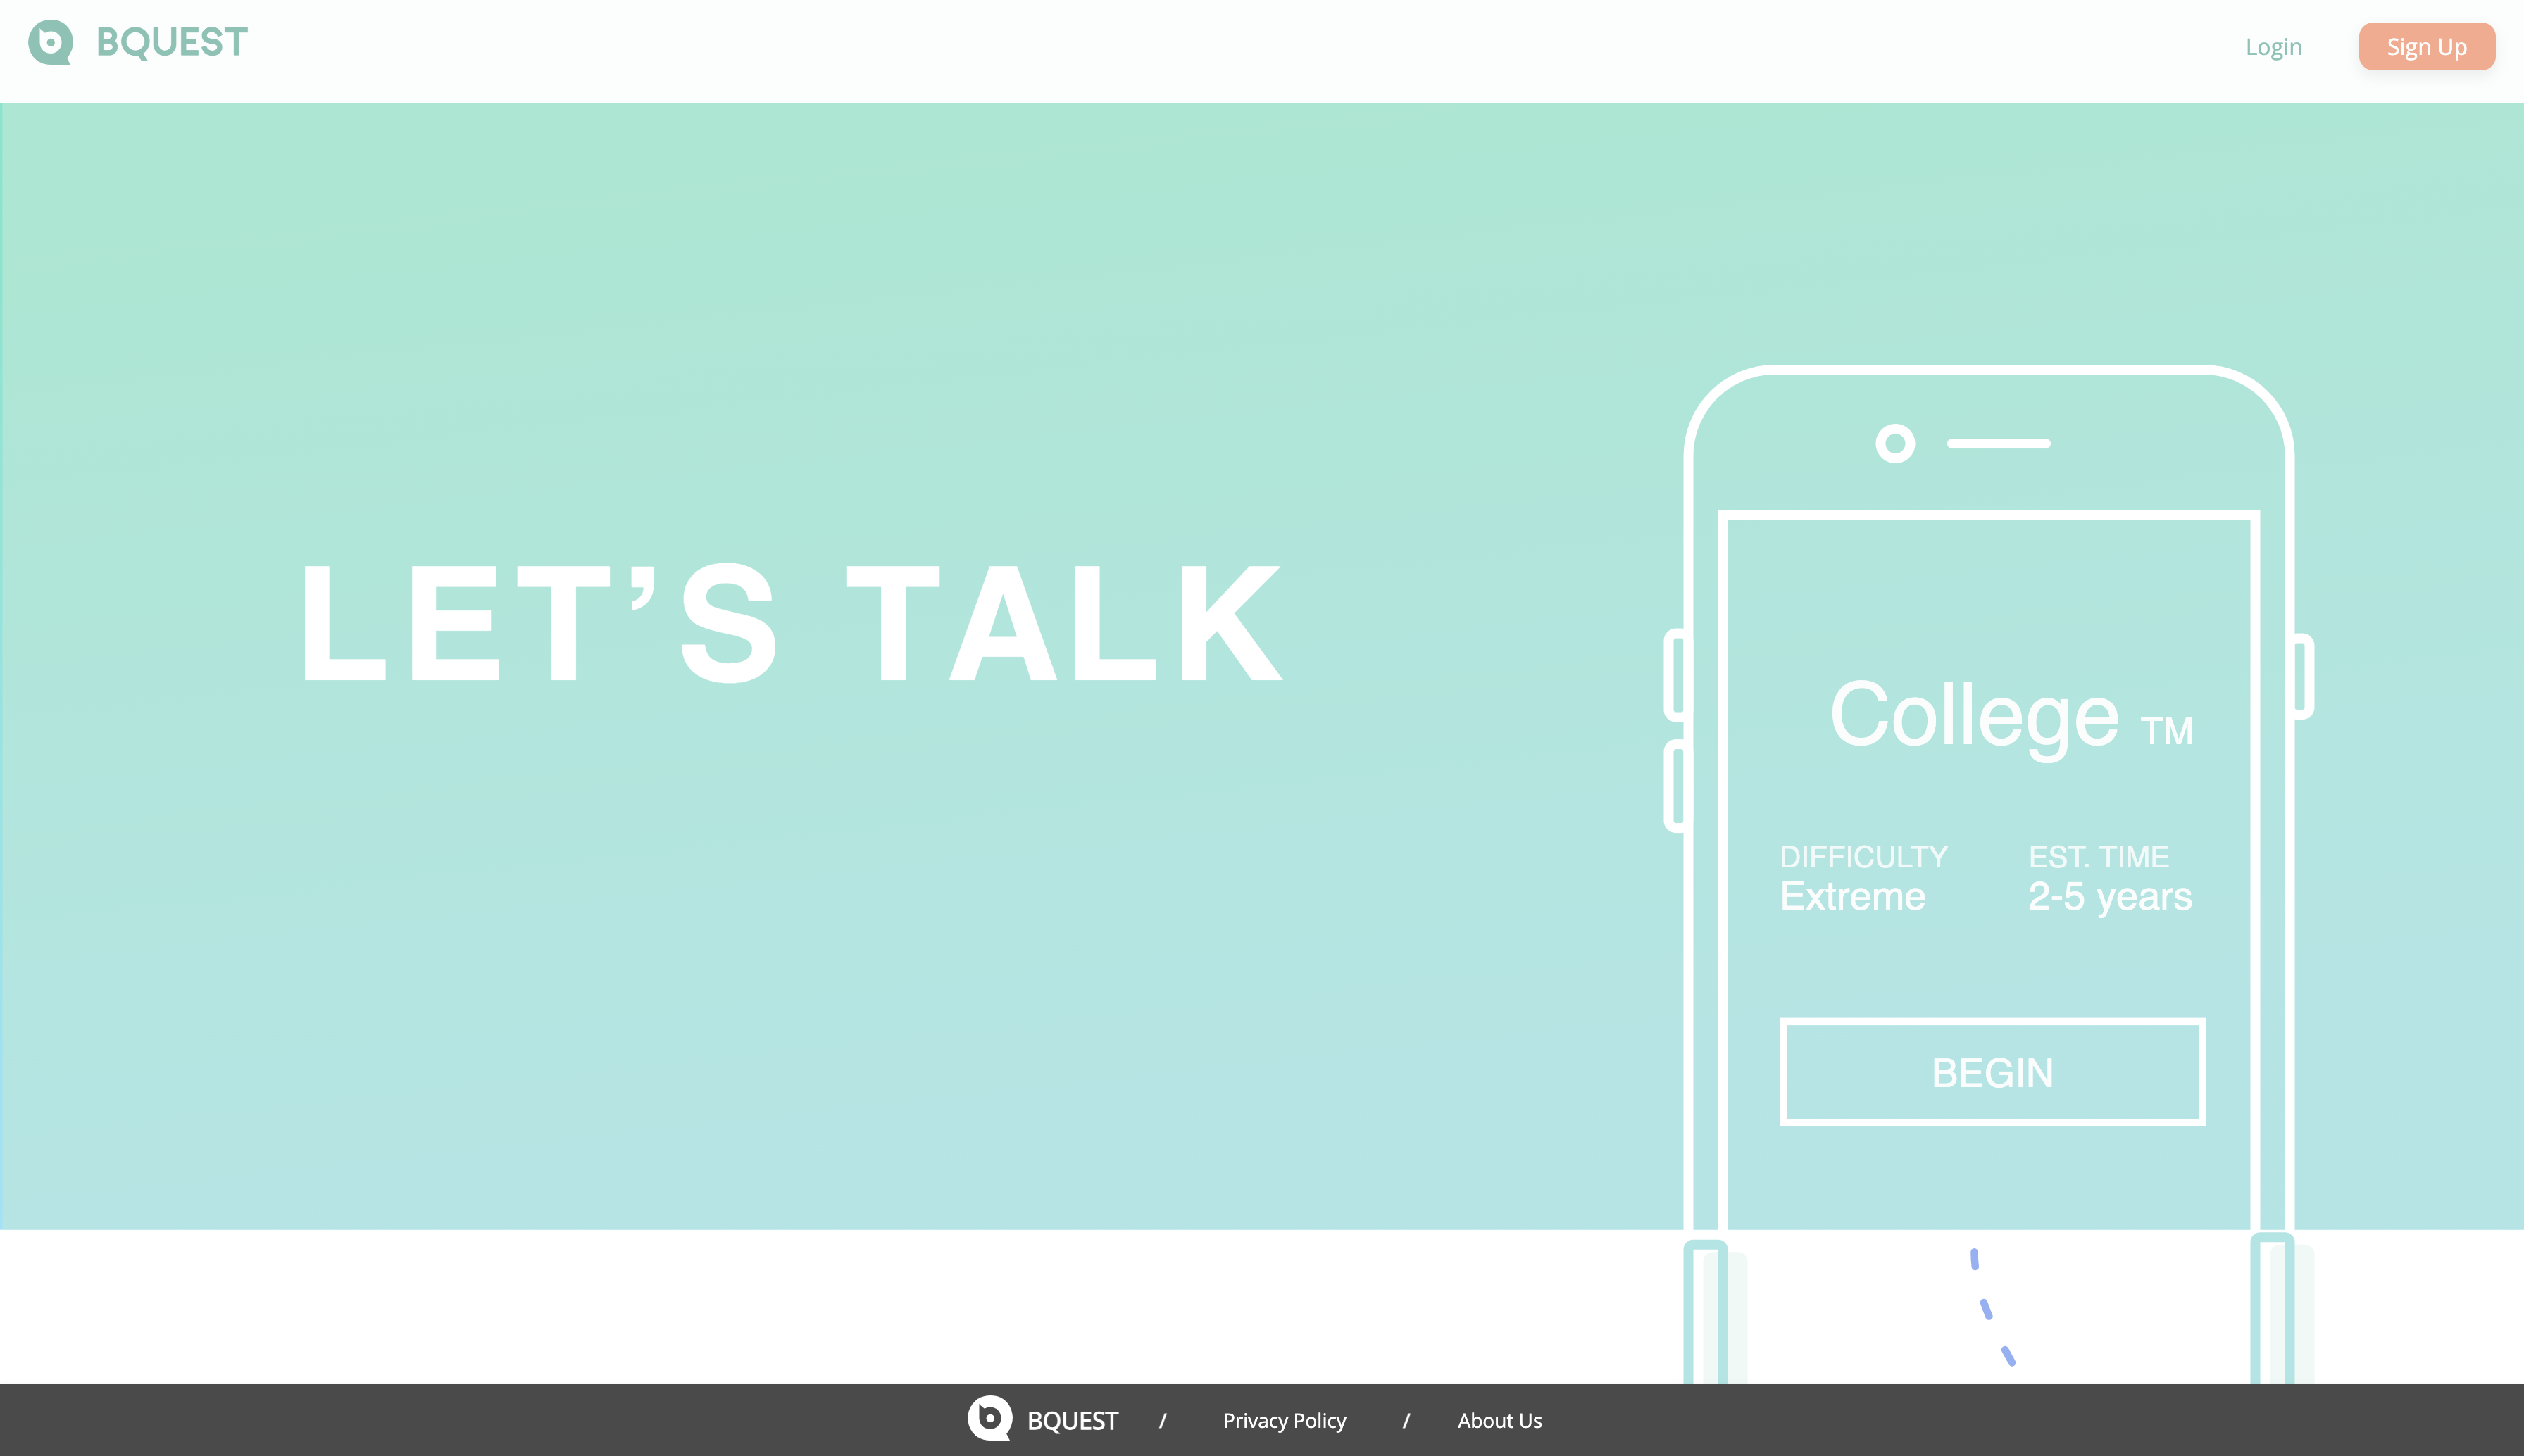 BQUEST
Login
Sign Up
LET’S TALK
College TM
DIFFICULTY
Extreme
EST. TIME
2-5 years
BEGIN
BQUEST / Privacy Policy / About Us